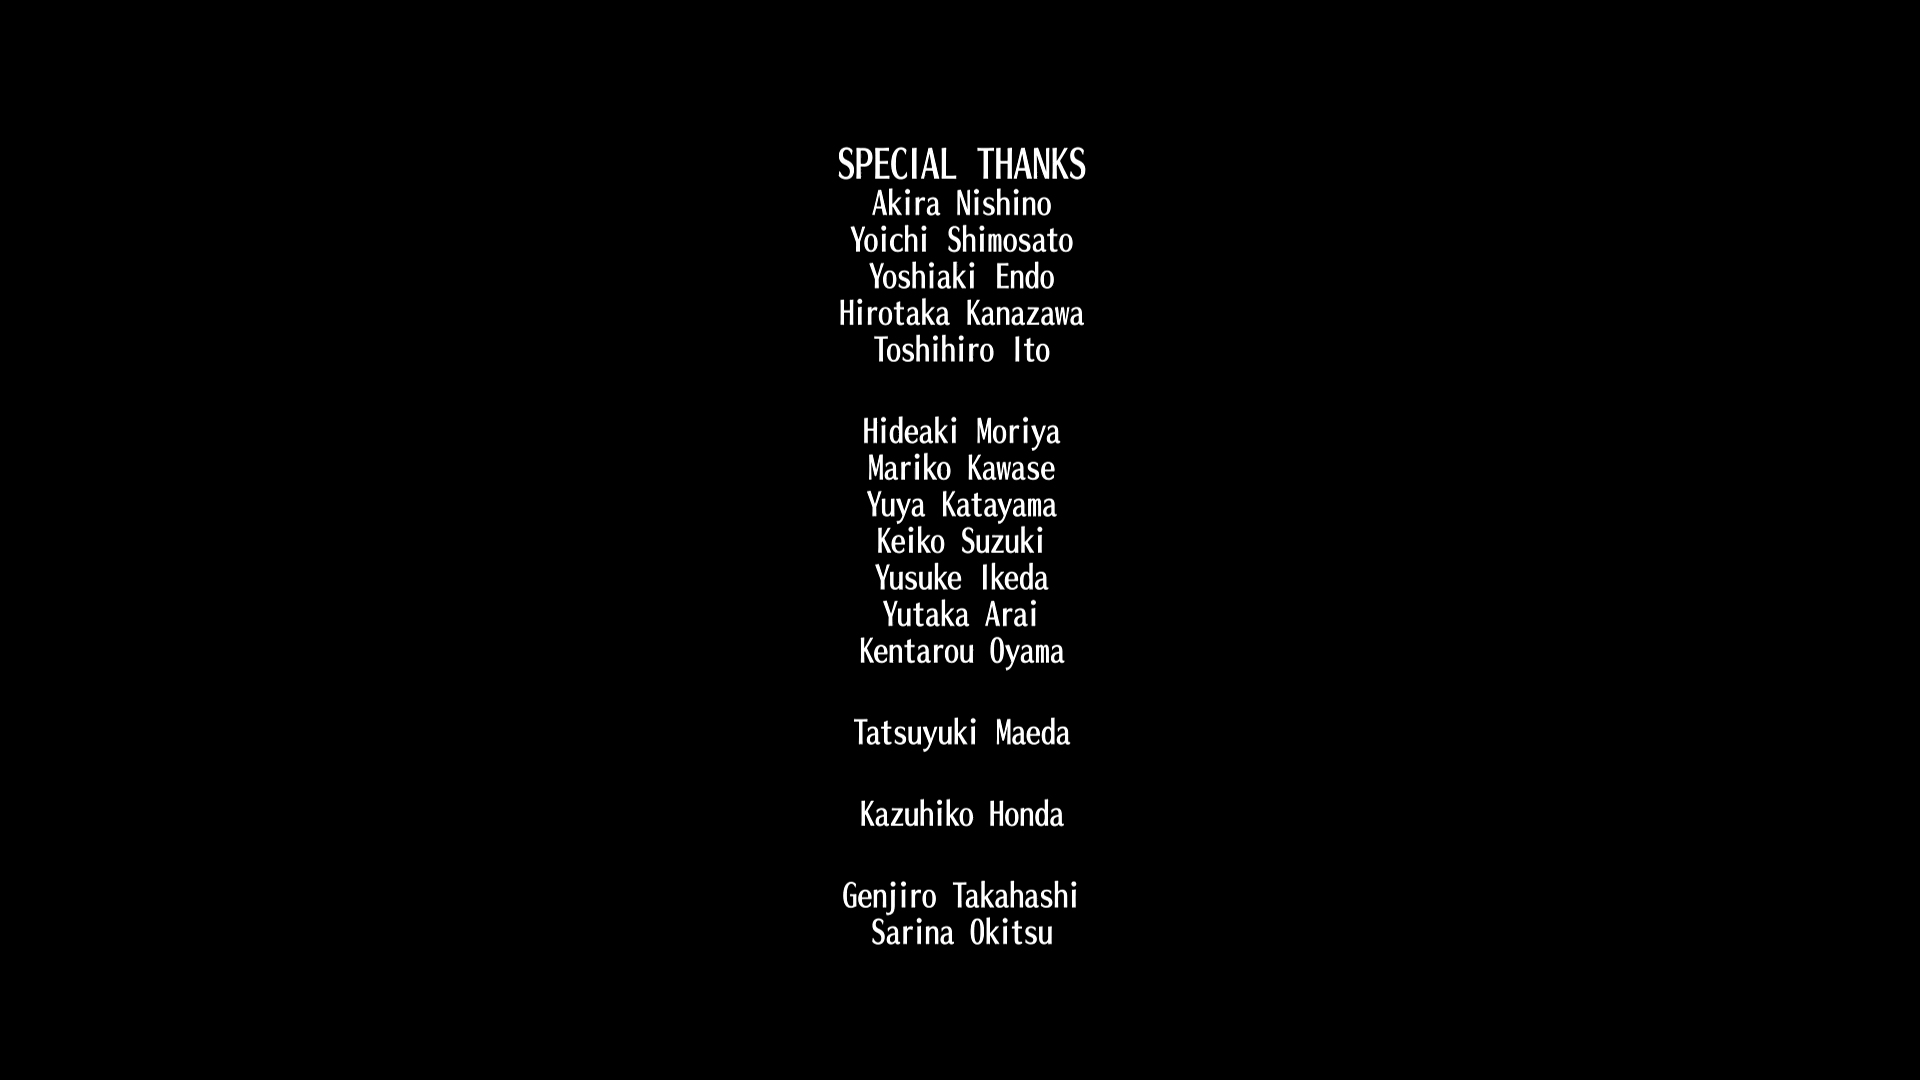 SPECIAL THANKS
Akira Nishino
Yoichi Shimosato
Yoshiaki Endo
Hirotaka Kanazawa
Toshihiro Ito
Hideaki Moriya
Mariko Kawase
Yuya Katayama
Keiko Suzuki
Yusuke Ikeda
Yutaka Arai
Kentarou Oyama
Tatsuyuki Maeda
Kazuhiko Honda
Genjiro Takahashi
Sarina Okitsu